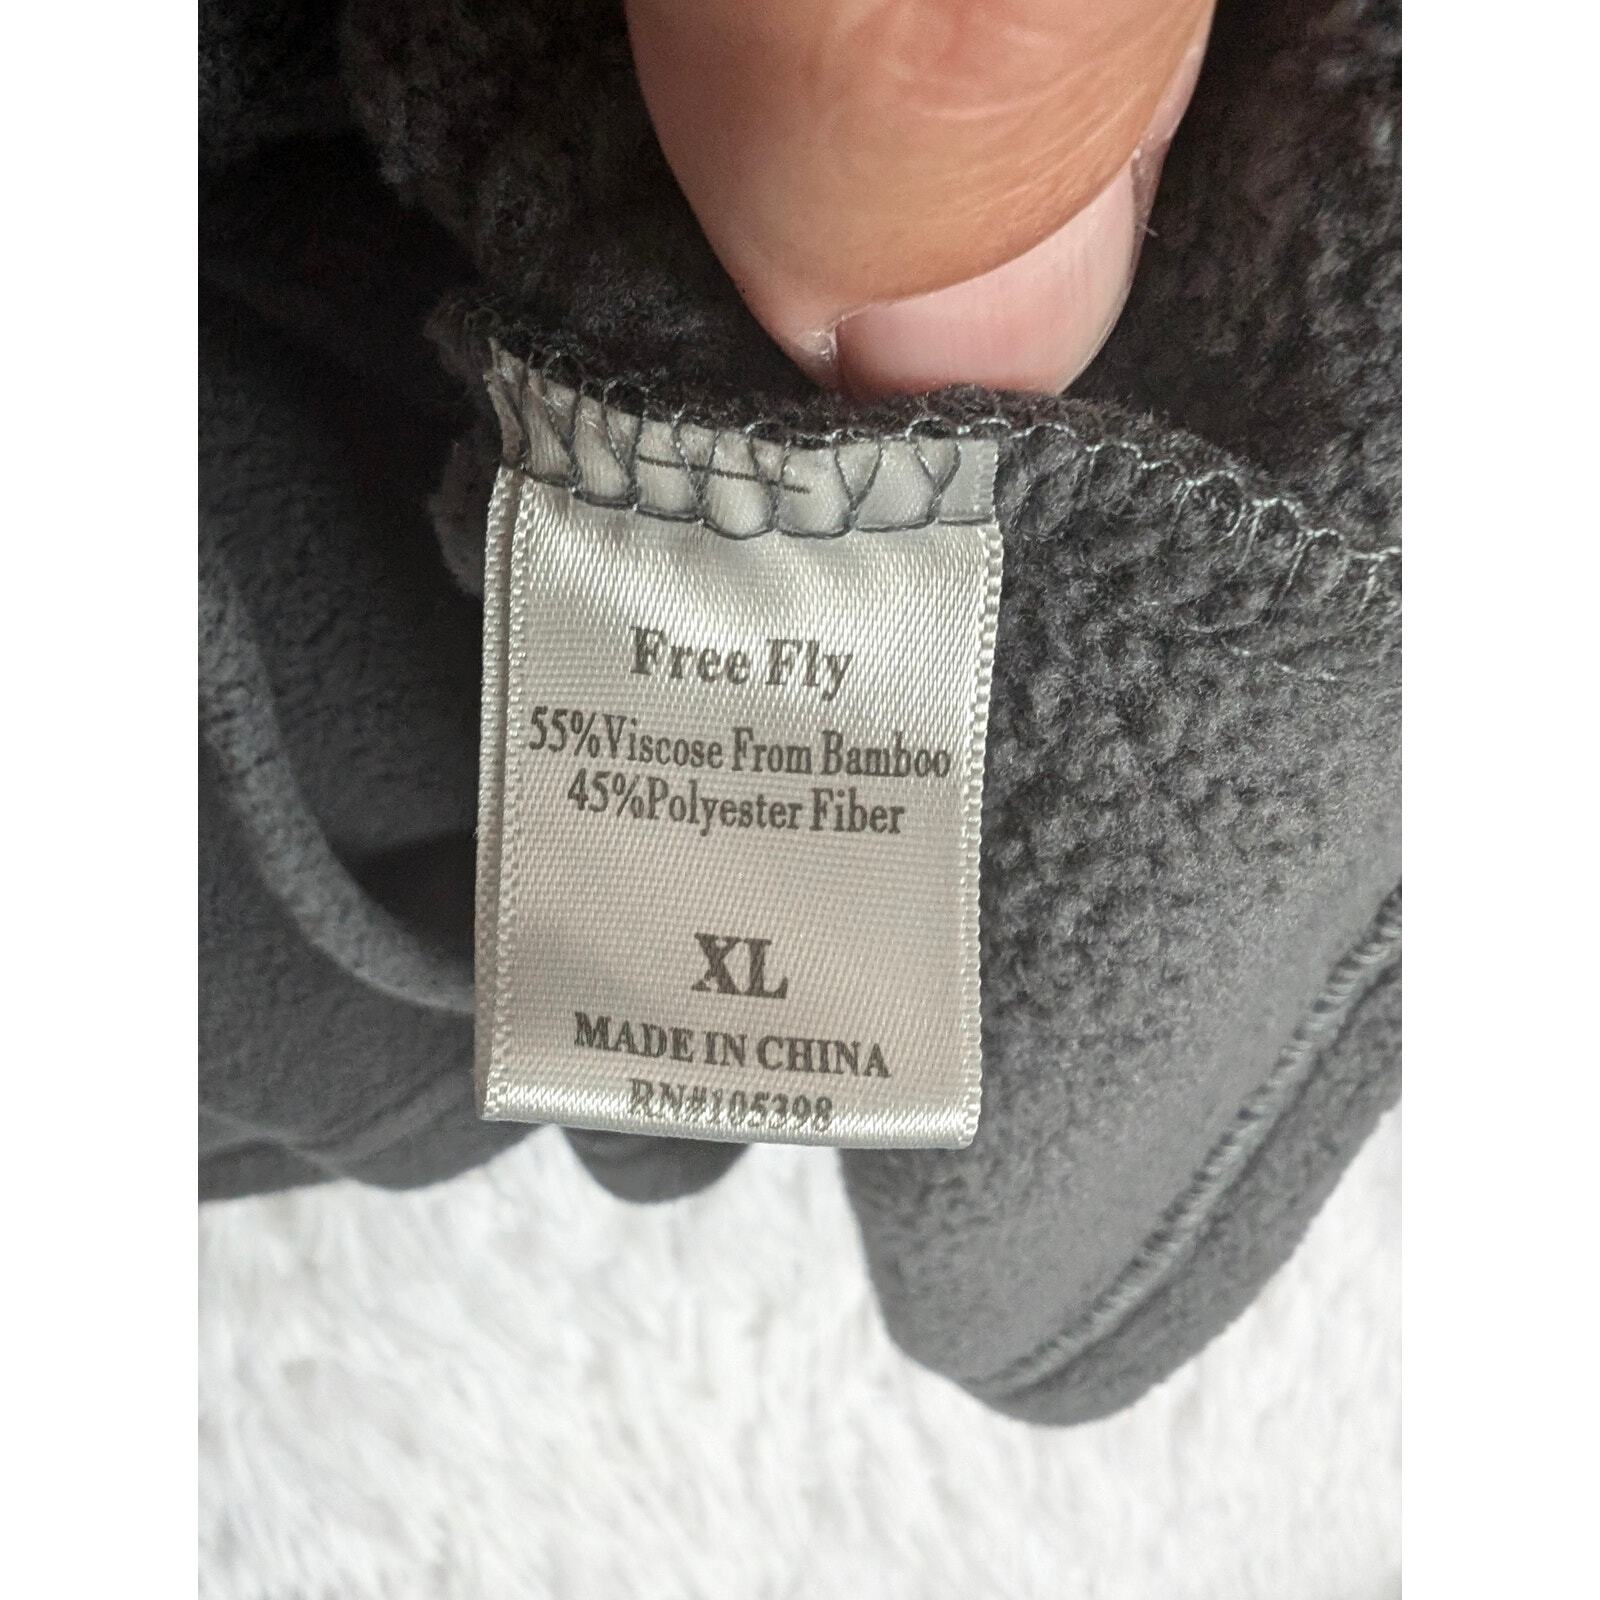 Free Fly
55%Viscose From Bamboo
45%Polyester Fiber
XL
MADE IN CHINA
RN#105398